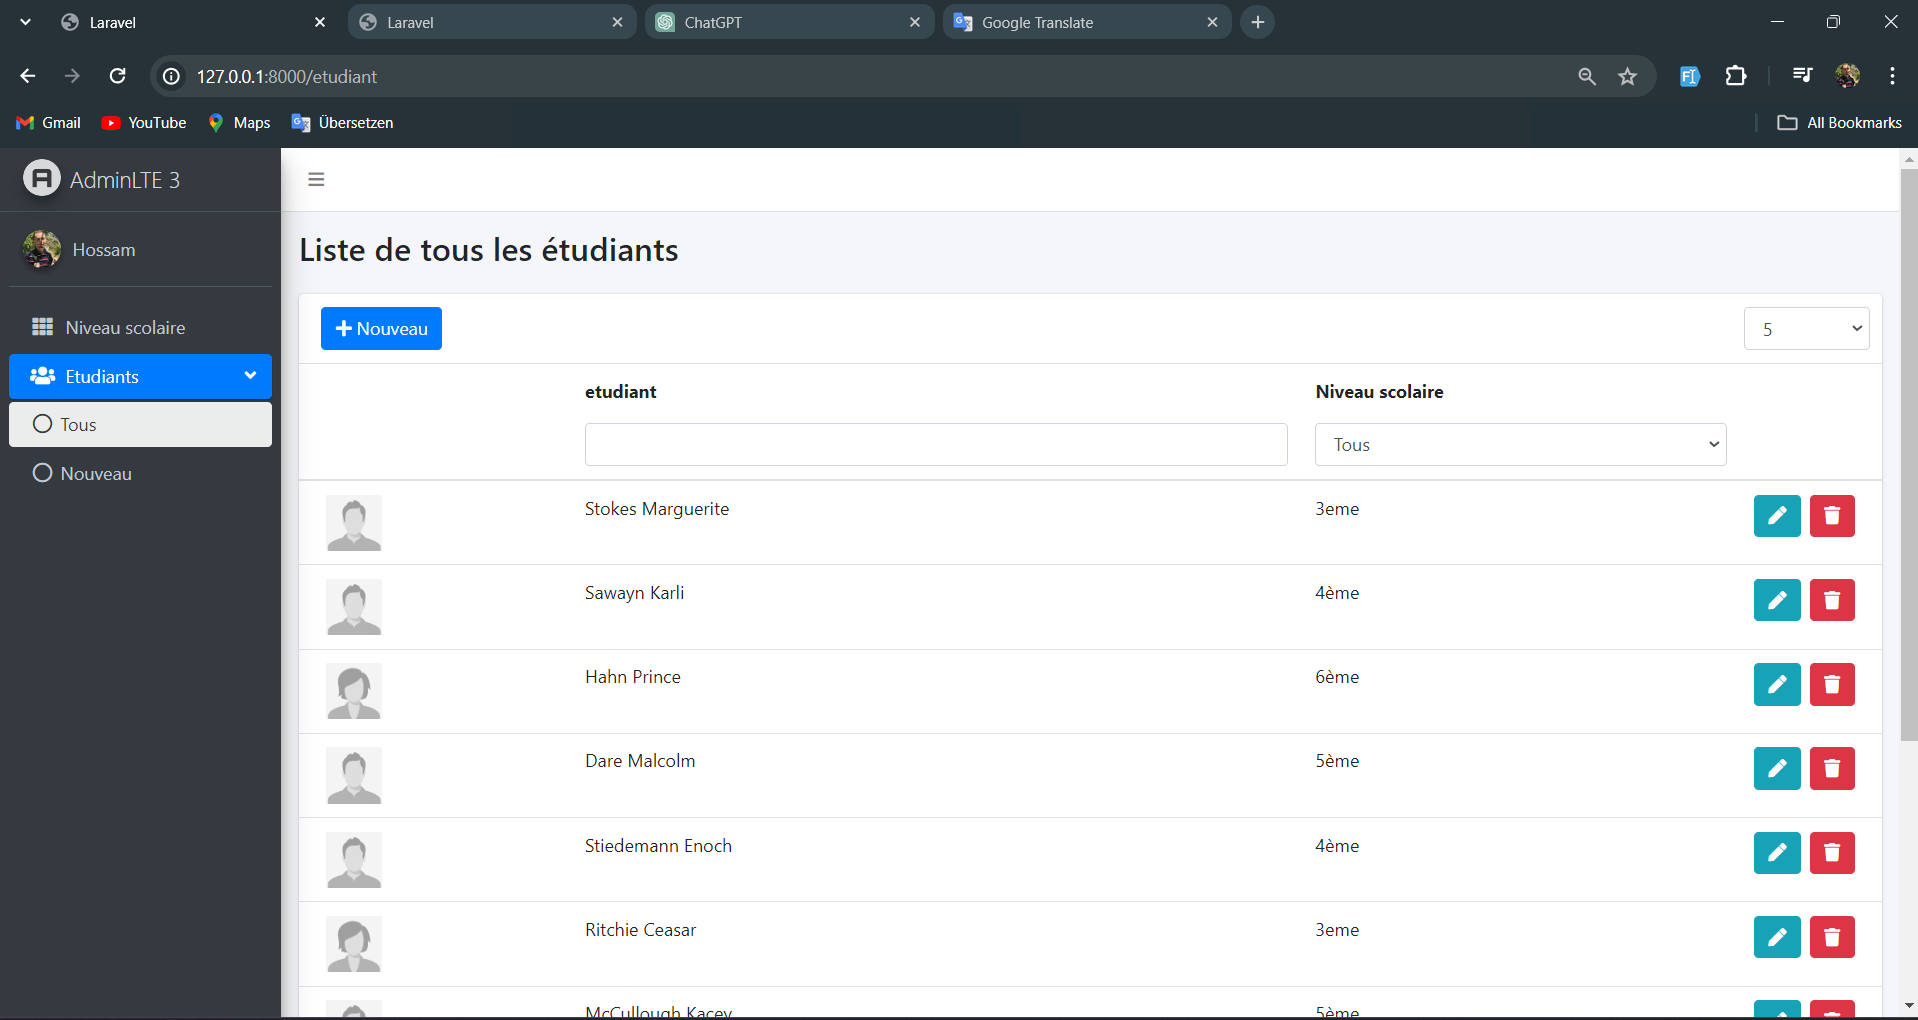 Laravel
Laravel
ChatGPT
Google Translate
127.0.0.1:8000/etudiant
Gmail
YouTube
Maps
Übersetzen
All Bookmarks
AdminLTE 3
Hossam
Niveau scolaire
Etudiants
Tous
Nouveau
Liste de tous les étudiants
Nouveau
5
etudiant
Niveau scolaire
Tous
Stokes Marguerite
3eme
Sawayn Karli
4ème
Hahn Prince
6ème
Dare Malcolm
5ème
Stiedemann Enoch
4ème
Ritchie Ceasar
3eme
McCullough Kacey
5ème